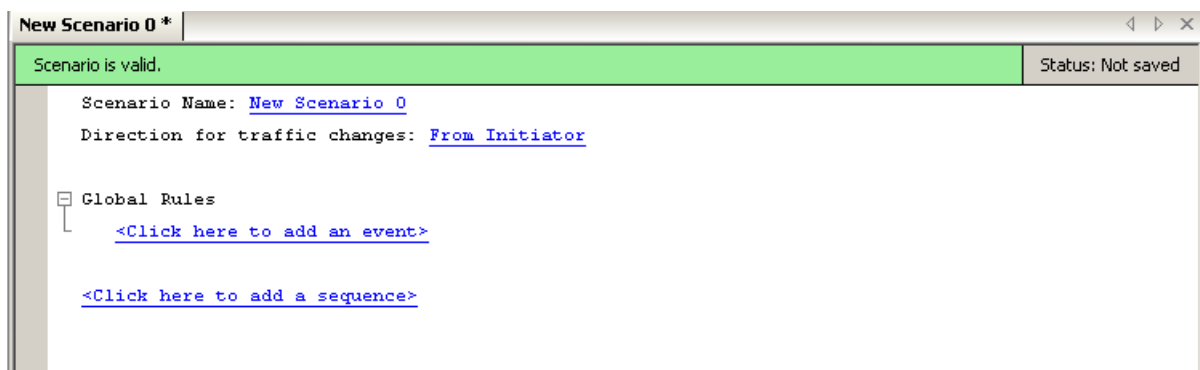 New Scenario 0 *
Scenario is valid. Status: Not saved
Scenario Name: New Scenario 0
Direction for traffic changes: From Initiator
Global Rules
<Click here to add an event>
<Click here to add a sequence>